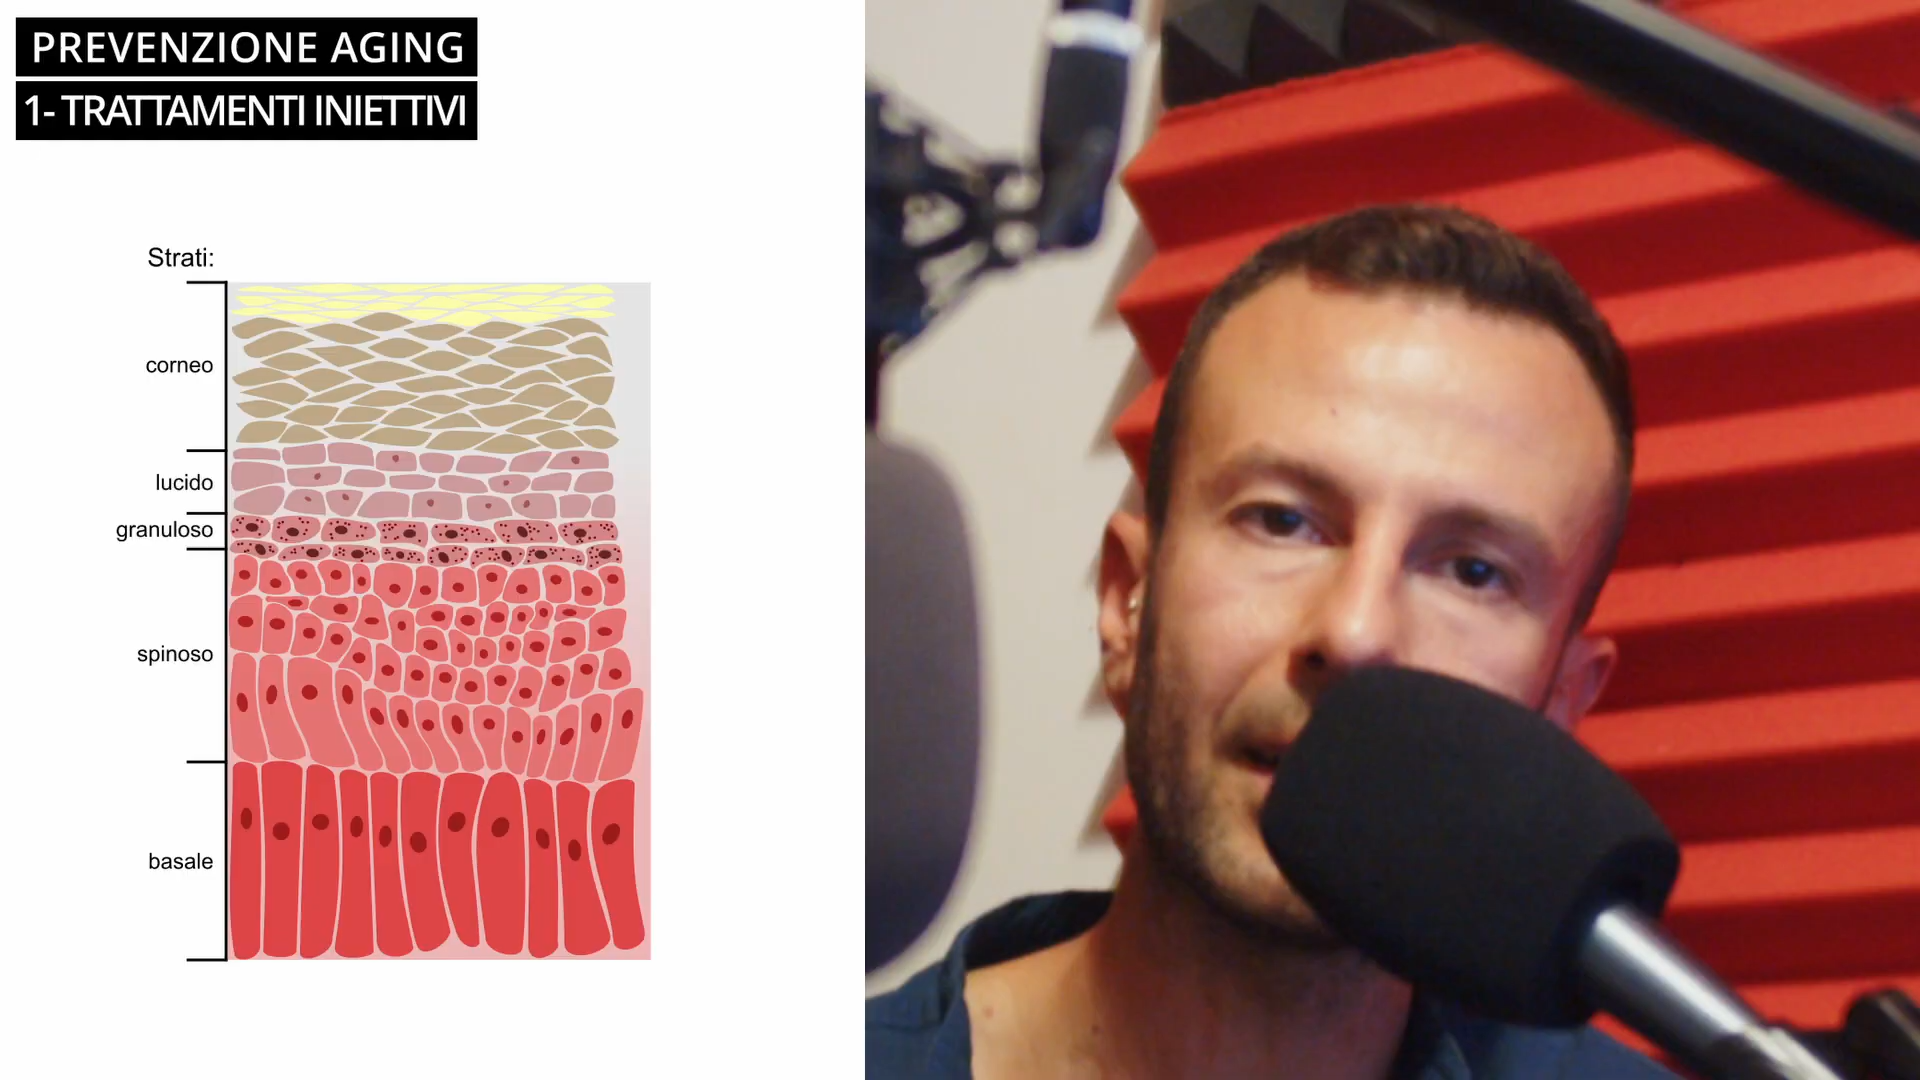 PREVENZIONE AGING
1- TRATTAMENTI INIETTIVI
Strati:
corneo
lucido
granuloso
spinoso
basale